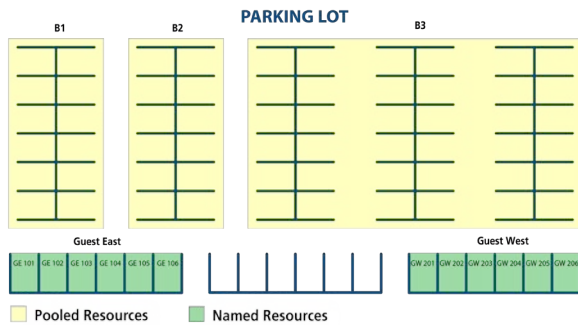 PARKING LOT
B1
B2
B3
Guest East
Guest West
GE 101 GE 102 GE 103 GE 104 GE 105 GE 106
GW 201 GW 202 GW 203 GW 204 GW 205 GW 206
Pooled Resources
Named Resources